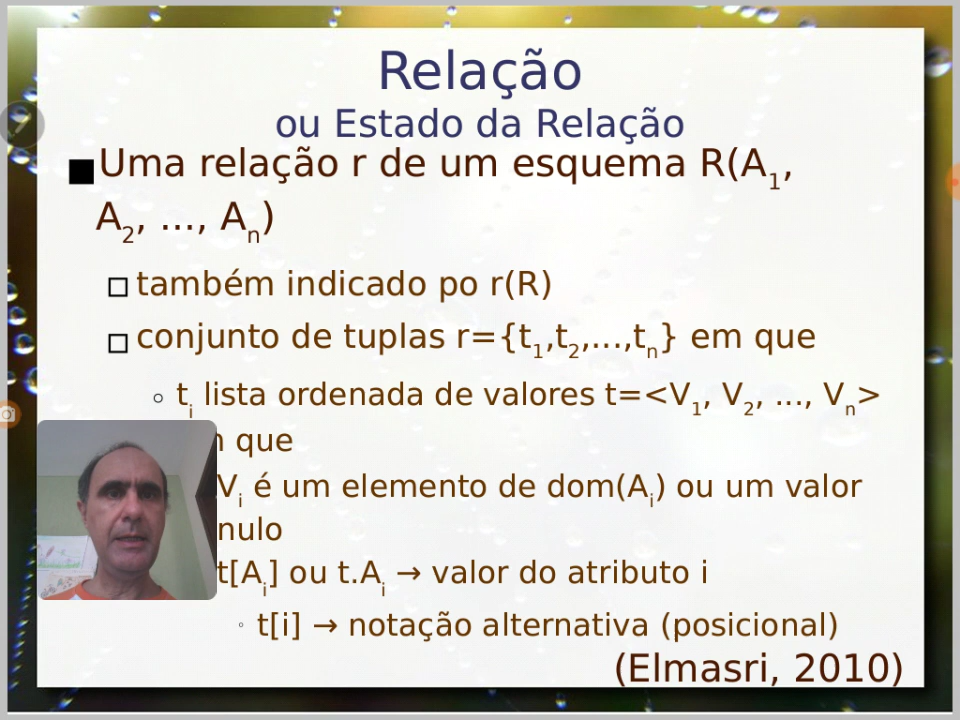 Relação
ou Estado da Relação
Uma relação r de um esquema R(A1,
A2, ..., An)
também indicado po r(R)
conjunto de tuplas r={t1,t2,...,tn} em que
ti lista ordenada de valores t=<V1, V2, ..., Vn>
que
Vi é um elemento de dom(Ai) ou um valor
nulo
t[Ai] ou t.Ai → valor do atributo i
t[i] → notação alternativa (posicional)
(Elmasri, 2010)